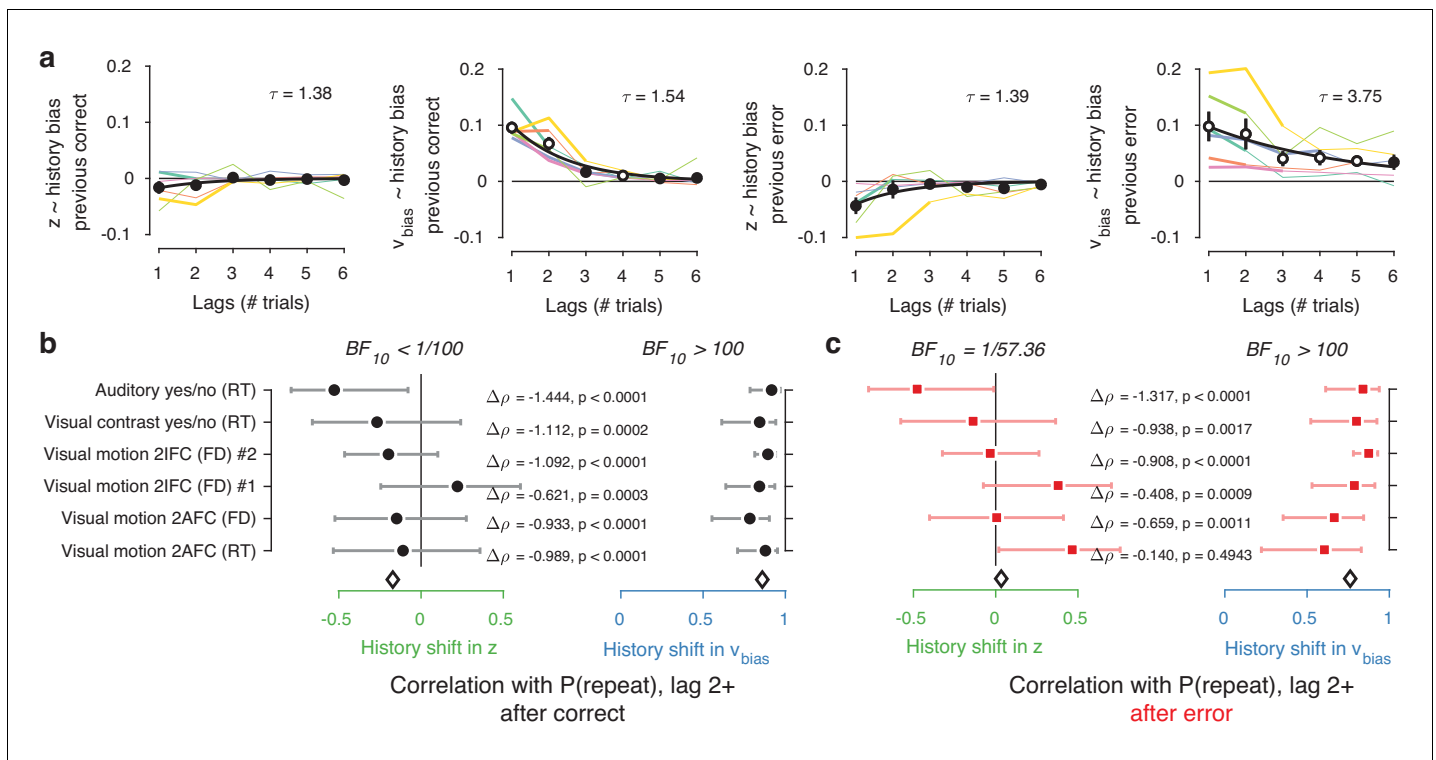 a
0.2
0.1
0
-0.1
z ~ history bias
previous correct
τ = 1.38
1 2 3 4 5 6
Lags (# trials)
0.2
0.1
0
-0.1
v bias ~ history bias
previous correct
τ = 1.54
1 2 3 4 5 6
Lags (# trials)
0.2
0.1
0
-0.1
z ~ history bias
previous error
τ = 1.39
1 2 3 4 5 6
Lags (# trials)
0.2
0.1
0
-0.1
v bias ~ history bias
previous error
τ = 3.75
1 2 3 4 5 6
Lags (# trials)
b
BF 10 < 1/100
BF 10 > 100
Auditory yes/no (RT)
Δρ = -1.444, p < 0.0001
Visual contrast yes/no (RT)
Δρ = -1.112, p = 0.0002
Visual motion 2IFC (FD) #2
Δρ = -1.092, p < 0.0001
Visual motion 2IFC (FD) #1
Δρ = -0.621, p = 0.0003
Visual motion 2AFC (FD)
Δρ = -0.933, p < 0.0001
Visual motion 2AFC (RT)
Δρ = -0.989, p < 0.0001
-0.5 0 0.5
History shift in z
0 0.5 1
History shift in v bias
Correlation with P(repeat), lag 2+
after correct
c
BF 10 = 1/57.36
BF 10 > 100
Δρ = -1.317, p < 0.0001
Δρ = -0.938, p = 0.0017
Δρ = -0.908, p < 0.0001
Δρ = -0.408, p = 0.0009
Δρ = -0.659, p = 0.0011
Δρ = -0.140, p = 0.4943
-0.5 0 0.5
History shift in z
0 0.5 1
History shift in v bias
Correlation with P(repeat), lag 2+
after error